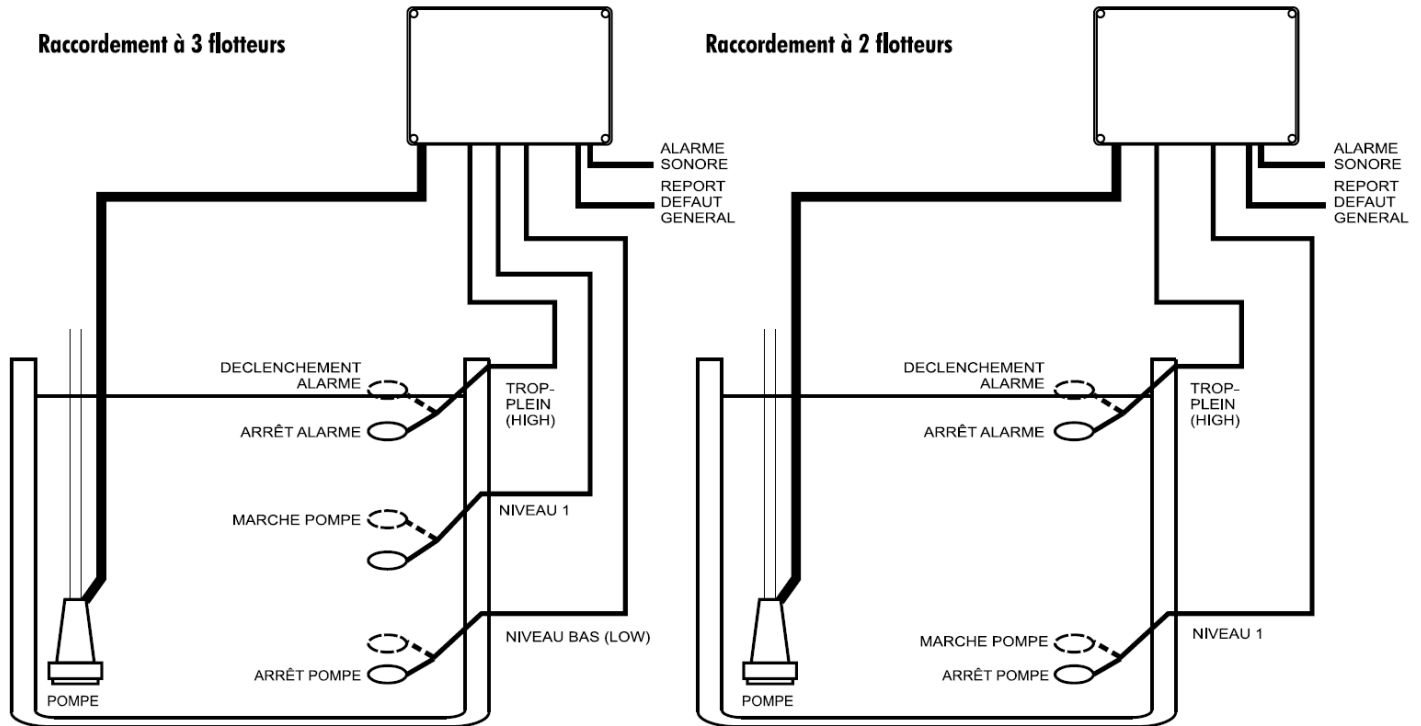 Raccordement à 3 flotteurs
ALARME
SONORE
REPORT
DEFAUT
GENERAL
DECLENCHEMENT
ALARME
TROP-
PLEIN
(HIGH)
ARRÊT ALARME
MARCHE POMPE
NIVEAU 1
NIVEAU BAS (LOW)
ARRÊT POMPE
POMPE
Raccordement à 2 flotteurs
ALARME
SONORE
REPORT
DEFAUT
GENERAL
DECLENCHEMENT
ALARME
TROP-
PLEIN
(HIGH)
ARRÊT ALARME
MARCHE POMPE
NIVEAU 1
ARRÊT POMPE
POMPE